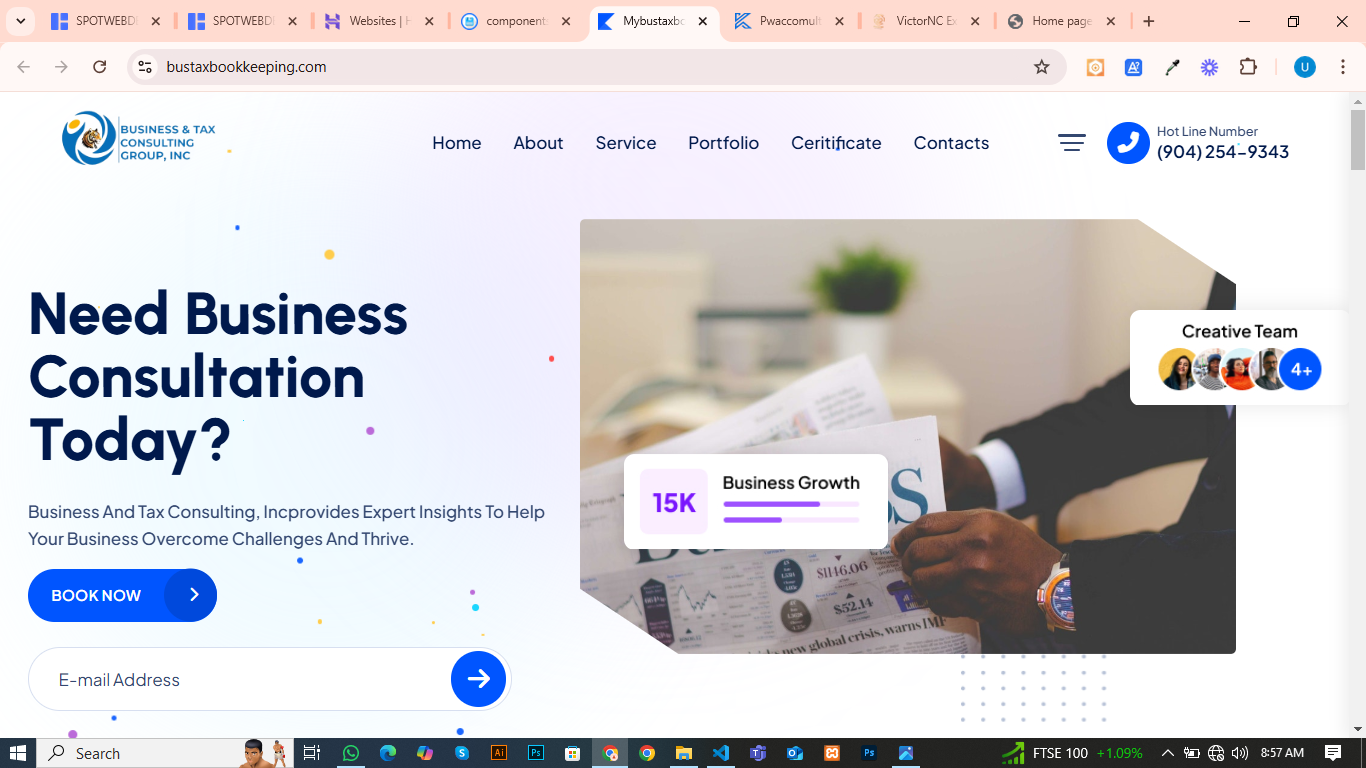 SPOTWEBDI
SPOTWEBDI
Websites | H
component
Mybustaxbo
Pwaccomult
VictorNC Ex
Home page
bustaxbookkeeping.com
U
BUSINESS & TAX
CONSULTING
GROUP, INC
Home
About
Service
Portfolio
Ceritificate
Contacts
Hot Line Number
(904) 254-9343
Need Business
Consultation
Today?
Business And Tax Consulting, Incprovides Expert Insights To Help
Your Business Overcome Challenges And Thrive.
BOOK NOW
E-mail Address
Creative Team
4+
15K
Business Growth
$1146.06
$52.14
new global crisis, warns IMF
Search
FTSE 100
+1.09%
8:57 AM